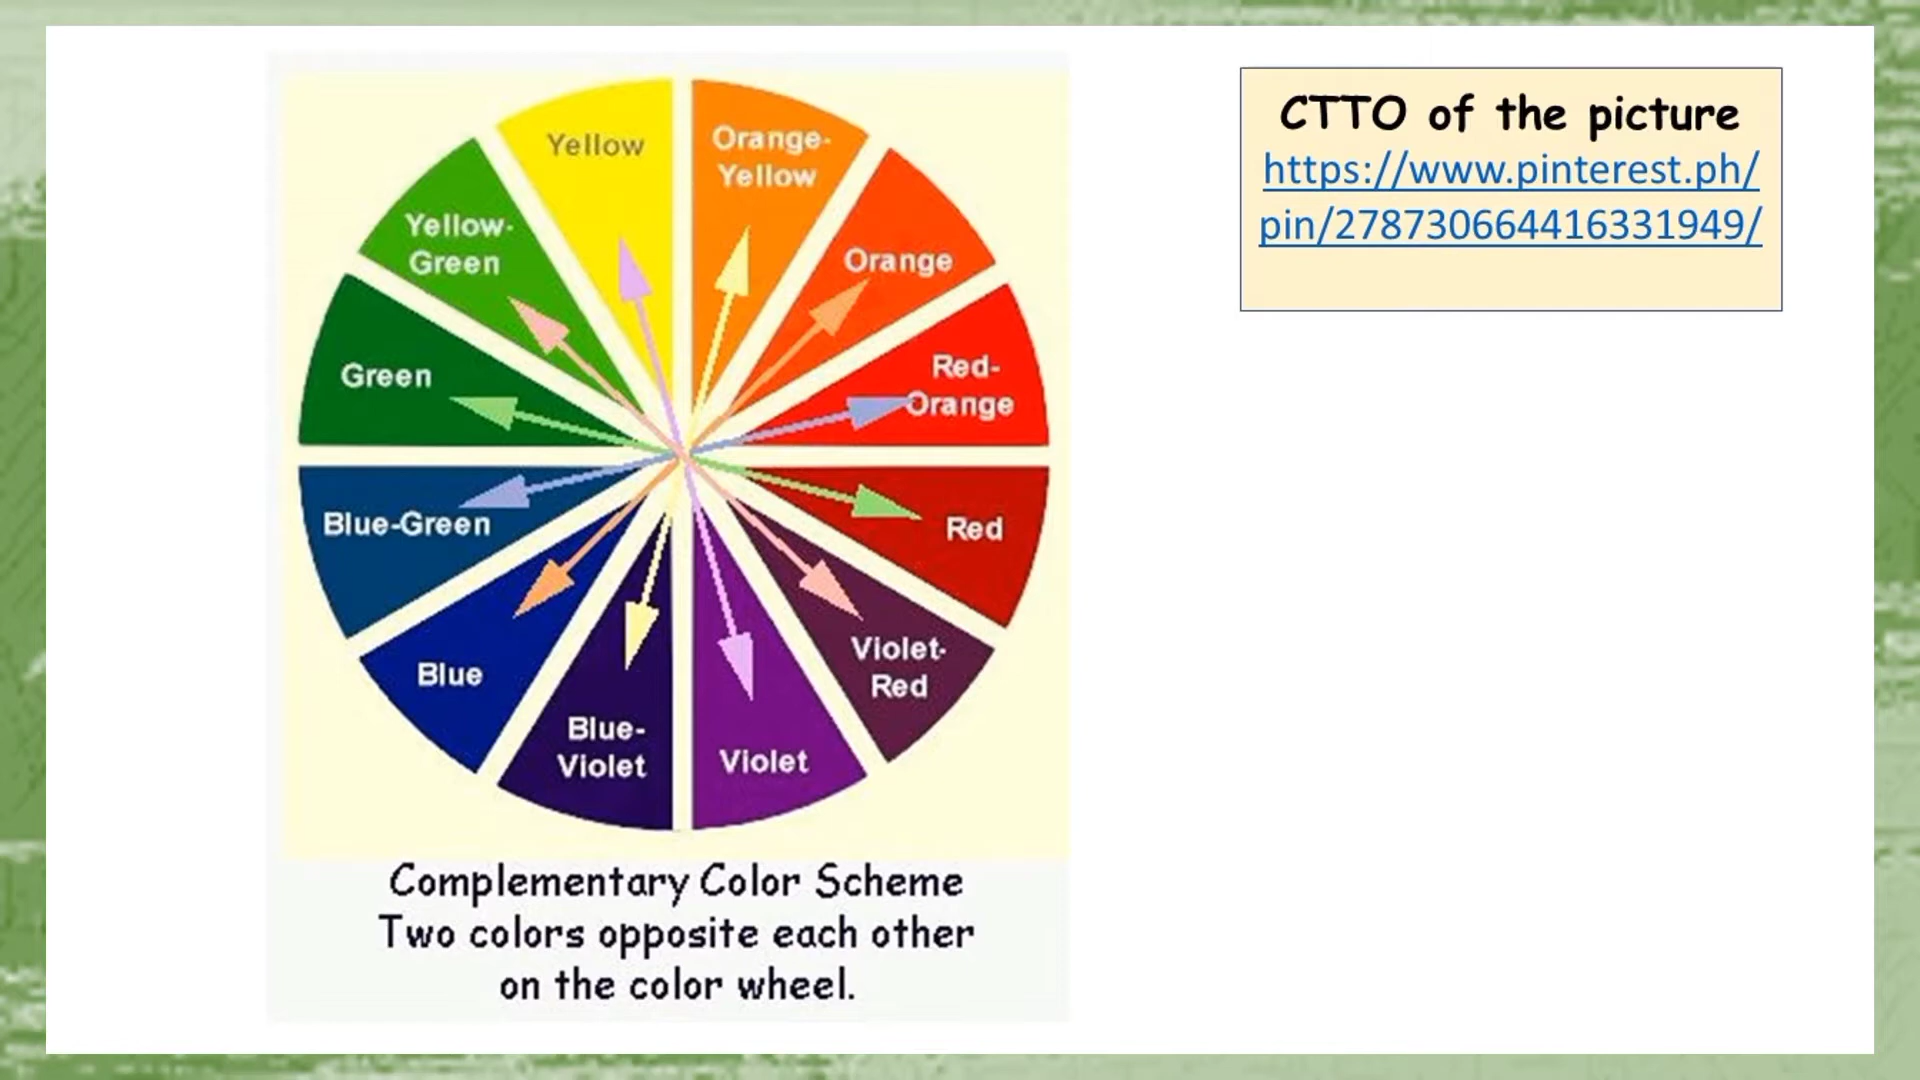 Yellow
Orange-
Yellow
Orange
Red-
Orange
Red
Violet-
Red
Violet
Blue-
Violet
Blue
Blue-Green
Green
Yellow-
Green
Complementary Color Scheme
Two colors opposite each other
on the color wheel.
CTTO of the picture
https://www.pinterest.ph/
pin/278730664416331949/